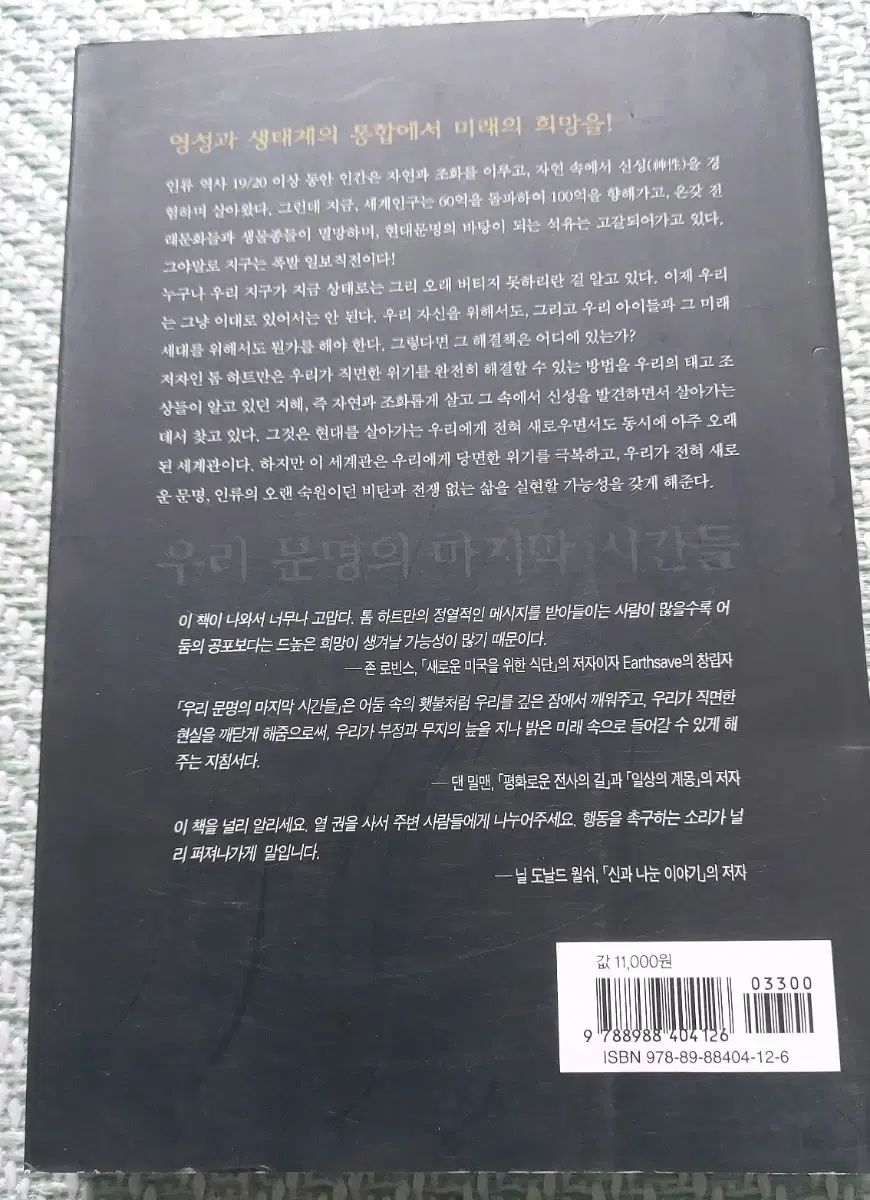 영성과 생태계의 통합에서 미래의 희망을!
인류 역사 19/20 이상 동안 인간은 자연과 조화를 이루고, 자연 속에서 신성(神性)을 경
험하며 살아왔다. 그런데 지금, 세계인구는 60억을 돌파하여 100억을 향해가고, 온갖 전
래문화들과 생물종들이 멸망하며, 현대문명의 바탕이 되는 석유는 고갈되어가고 있다.
그야말로 지구는 폭발 일보직전이다!
누구나 우리 지구가 지금 상태로는 그리 오래 버티지 못하리란 걸 알고 있다. 이제 우리
는 그냥 이대로 있어서는 안 된다. 우리 자신을 위해서도, 그리고 우리 아이들과 그 미래
세대를 위해서도 뭔가를 해야 한다. 그렇다면 그 해결책은 어디에 있는가?
저자인 톰 하트만은 우리가 직면한 위기를 완전히 해결할 수 있는 방법을 우리의 태고 조
상들이 알고 있던 지혜, 즉 자연과 조화롭게 살고 그 속에서 신성을 발견하면서 살아가는
데서 찾고 있다. 그것은 현대를 살아가는 우리에게 전혀 새로우면서도 동시에 아주 오래
된 세계관이다. 하지만 이 세계관은 우리에게 당면한 위기를 극복하고, 우리가 전혀 새로
운 문명, 인류의 오랜 숙원이던 비탄과 전쟁 없는 삶을 실현할 가능성을 갖게 해준다.
우리 문명의 마지막 시간들
이 책이 나와서 너무나 고맙다. 톰 하트만의 정열적인 메시지를 받아들이는 사람이 많을수록 어
둠의 공포보다는 드높은 희망이 생겨날 가능성이 많기 때문이다.
─ 존 로빈스, 「새로운 미국을 위한 식단」의 저자이자 Earthsave의 창립자
「우리 문명의 마지막 시간들」은 어둠 속의 횃불처럼 우리를 깊은 잠에서 깨워주고, 우리가 직면한
현실을 깨닫게 해줌으로써, 우리가 부정과 무지의 늪을 지나 밝은 미래 속으로 들어갈 수 있게 해
주는 지침서다.
─ 댄 밀맨, 「평화로운 전사의 길」과 「일상의 계몽」의 저자
이 책을 널리 알리세요. 열 권을 사서 주변 사람들에게 나누어주세요. 행동을 촉구하는 소리가 널
리 퍼져나가게 말입니다.
─ 닐 도날드 월쉬, 「신과 나눈 이야기」의 저자
값 11,000원
03300
9 788988 404126
ISBN 978-89-88404-12-6